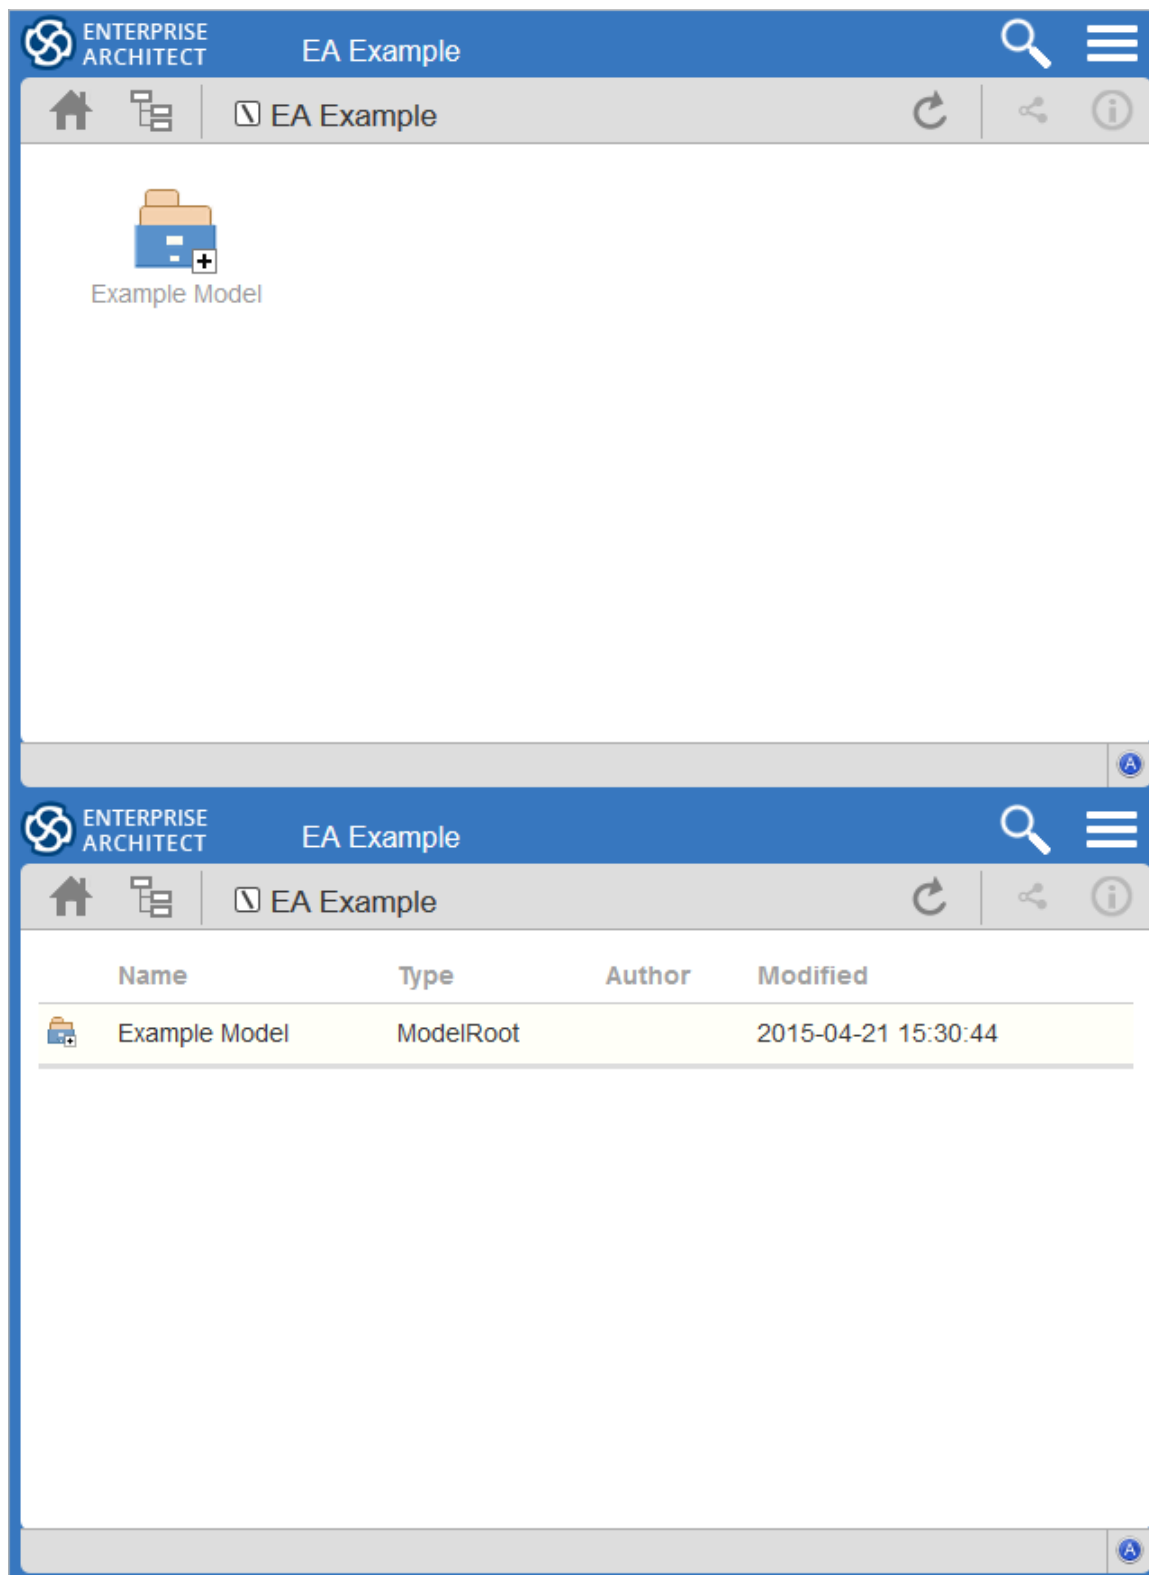 ENTERPRISE
ARCHITECT
EA Example
EA Example
Example Model
A
ENTERPRISE
ARCHITECT
EA Example
EA Example
Name Type Author Modified
Example Model ModelRoot 2015-04-21 15:30:44
A